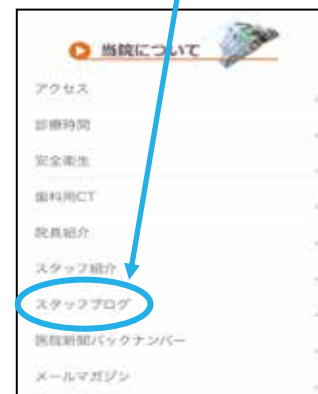 当院について
アクセス
診療時間
安全衛生
歯科用CT
院長紹介
スタッフ紹介
スタッフブログ
医院新聞バックナンバー
メールマガジン